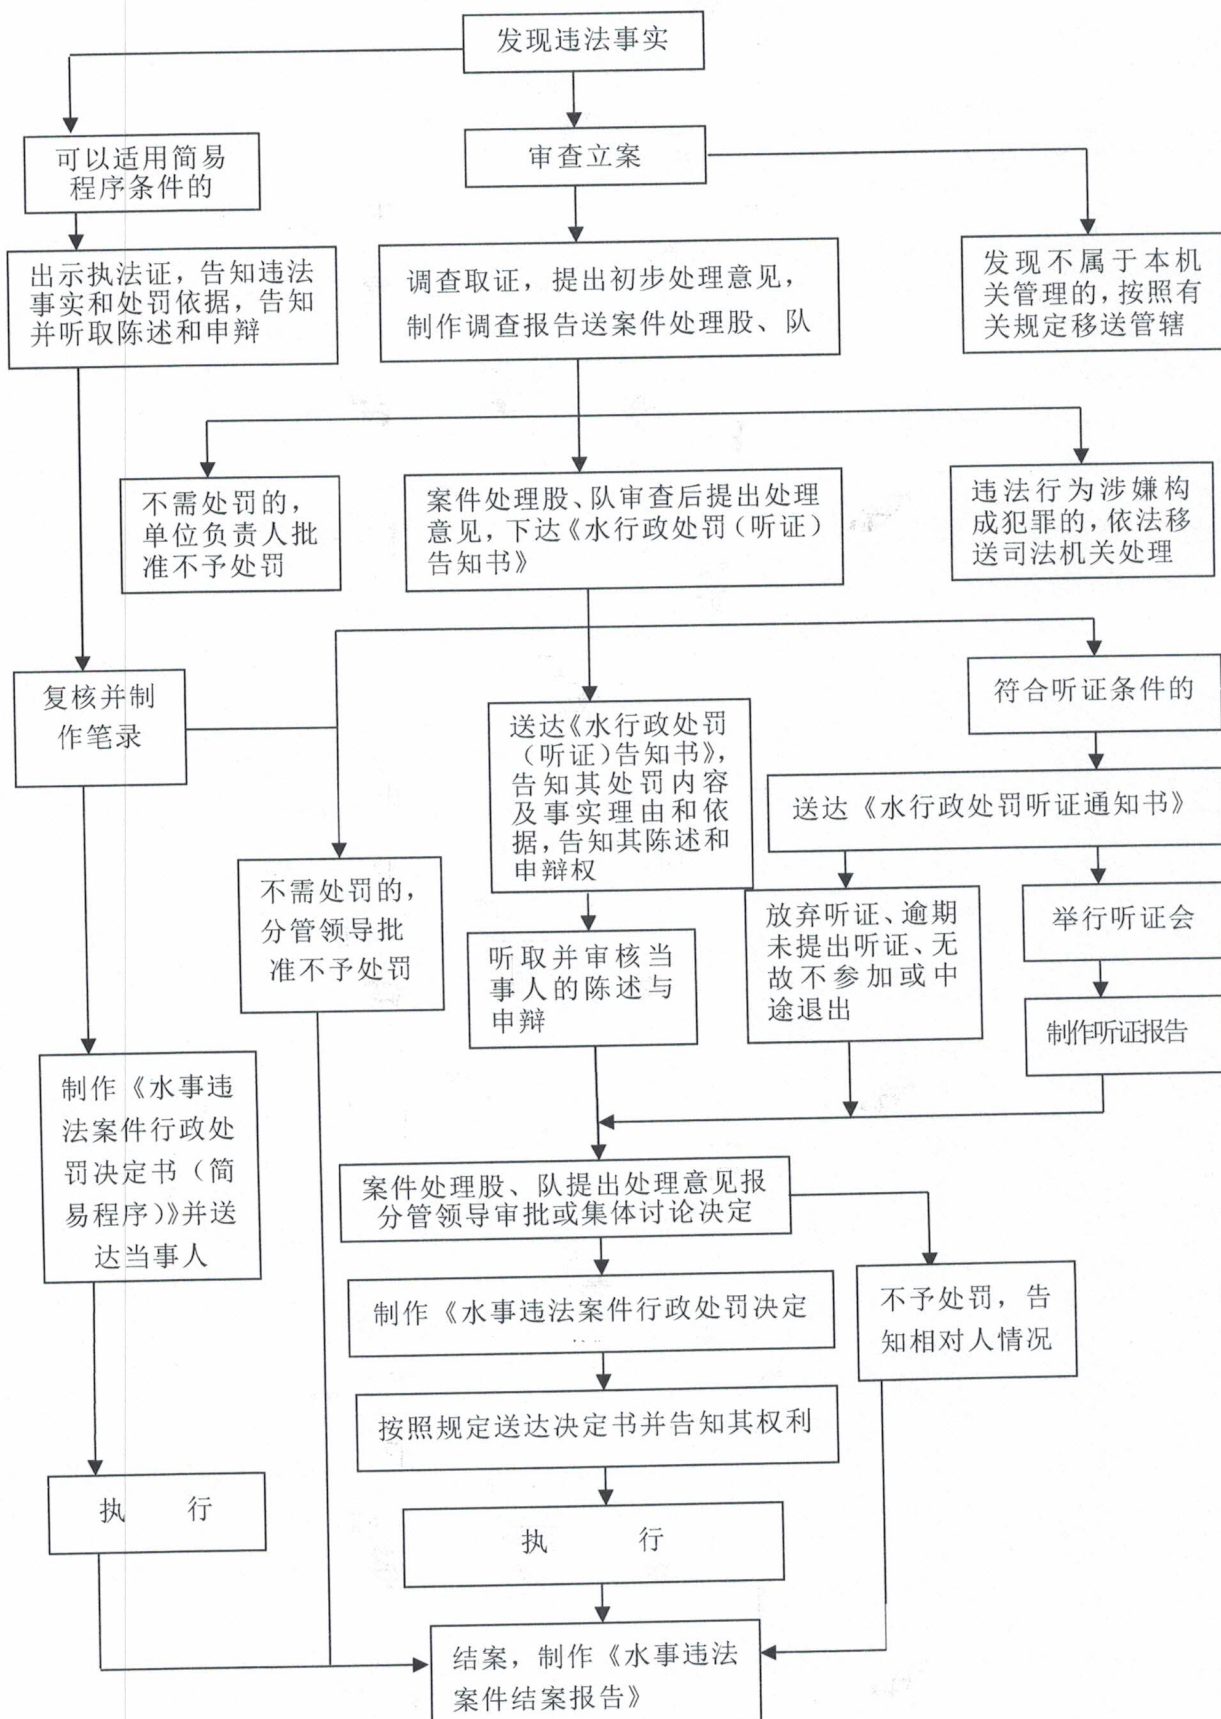 发现违法事实
可以适用简易
程序条件的
审查立案
出示执法证，告知违法
事实和处罚依据，告知
并听取陈述和申辩
调查取证，提出初步处理意见，
制作调查报告送案件处理股、队
发现不属于本机
关管理的，按照有
关规定移送管辖
不需处罚的，
单位负责人批
准不予处罚
案件处理股、队审查后提出处理
意见，下达《水行政处罚（听证）
告知书》
违法行为涉嫌构
成犯罪的，依法移
送司法机关处理
复核并制
作笔录
送达《水行政处罚
（听证）告知书》，
告知其处罚内容
及事实理由和依
据，告知其陈述和
申辩权
符合听证条件的
送达《水行政处罚听证通知书》
不需处罚的，
分管领导批
准不予处罚
听取并审核当
事人的陈述与
申辩
放弃听证、逾期
未提出听证、无
故不参加或中
途退出
举行听证会
制作听证报告
制作《水事违
法案件行政处
罚决定书（简
易程序）》并送
达当事人
案件处理股、队提出处理意见报
分管领导审批或集体讨论决定
制作《水事违法案件行政处罚决定
不予处罚，告
知相对人情况
按照规定送达决定书并告知其权利
执 行
执 行
结案，制作《水事违法
案件结案报告》